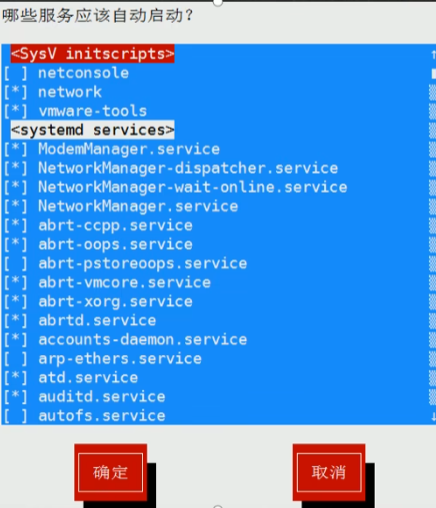 哪些服务应该自动启动?
<SysV initscripts>
[ ] netconsole
[*] network
[*] vmware-tools
<systemd services>
[*] ModemManager.service
[*] NetworkManager-dispatcher.service
[*] NetworkManager-wait-online.service
[*] NetworkManager.service
[*] abrt-ccpp.service
[*] abrt-oops.service
[ ] abrt-pstoreoops.service
[*] abrt-vmcore.service
[*] abrt-xorg.service
[*] abrtd.service
[*] accounts-daemon.service
[ ] arp-ethers.service
[*] atd.service
[*] auditd.service
[ ] autofs.service
确定 取消